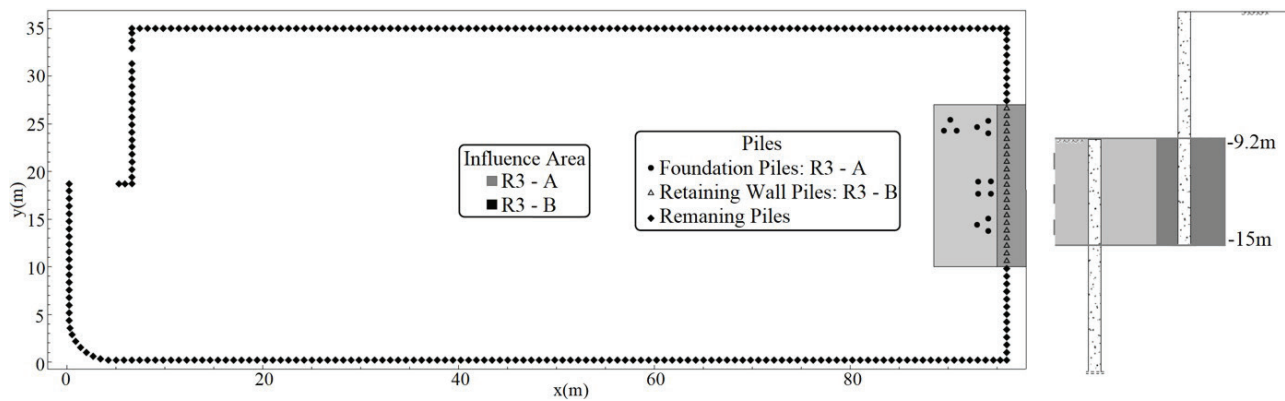 35
30
25
20
15
10
5
0
y(m)
0
20
40
60
80
x(m)
Influence Area
R3 - A
R3 - B
Piles
Foundation Piles: R3 - A
Retaining Wall Piles: R3 - B
Remaning Piles
-9.2m
-15m